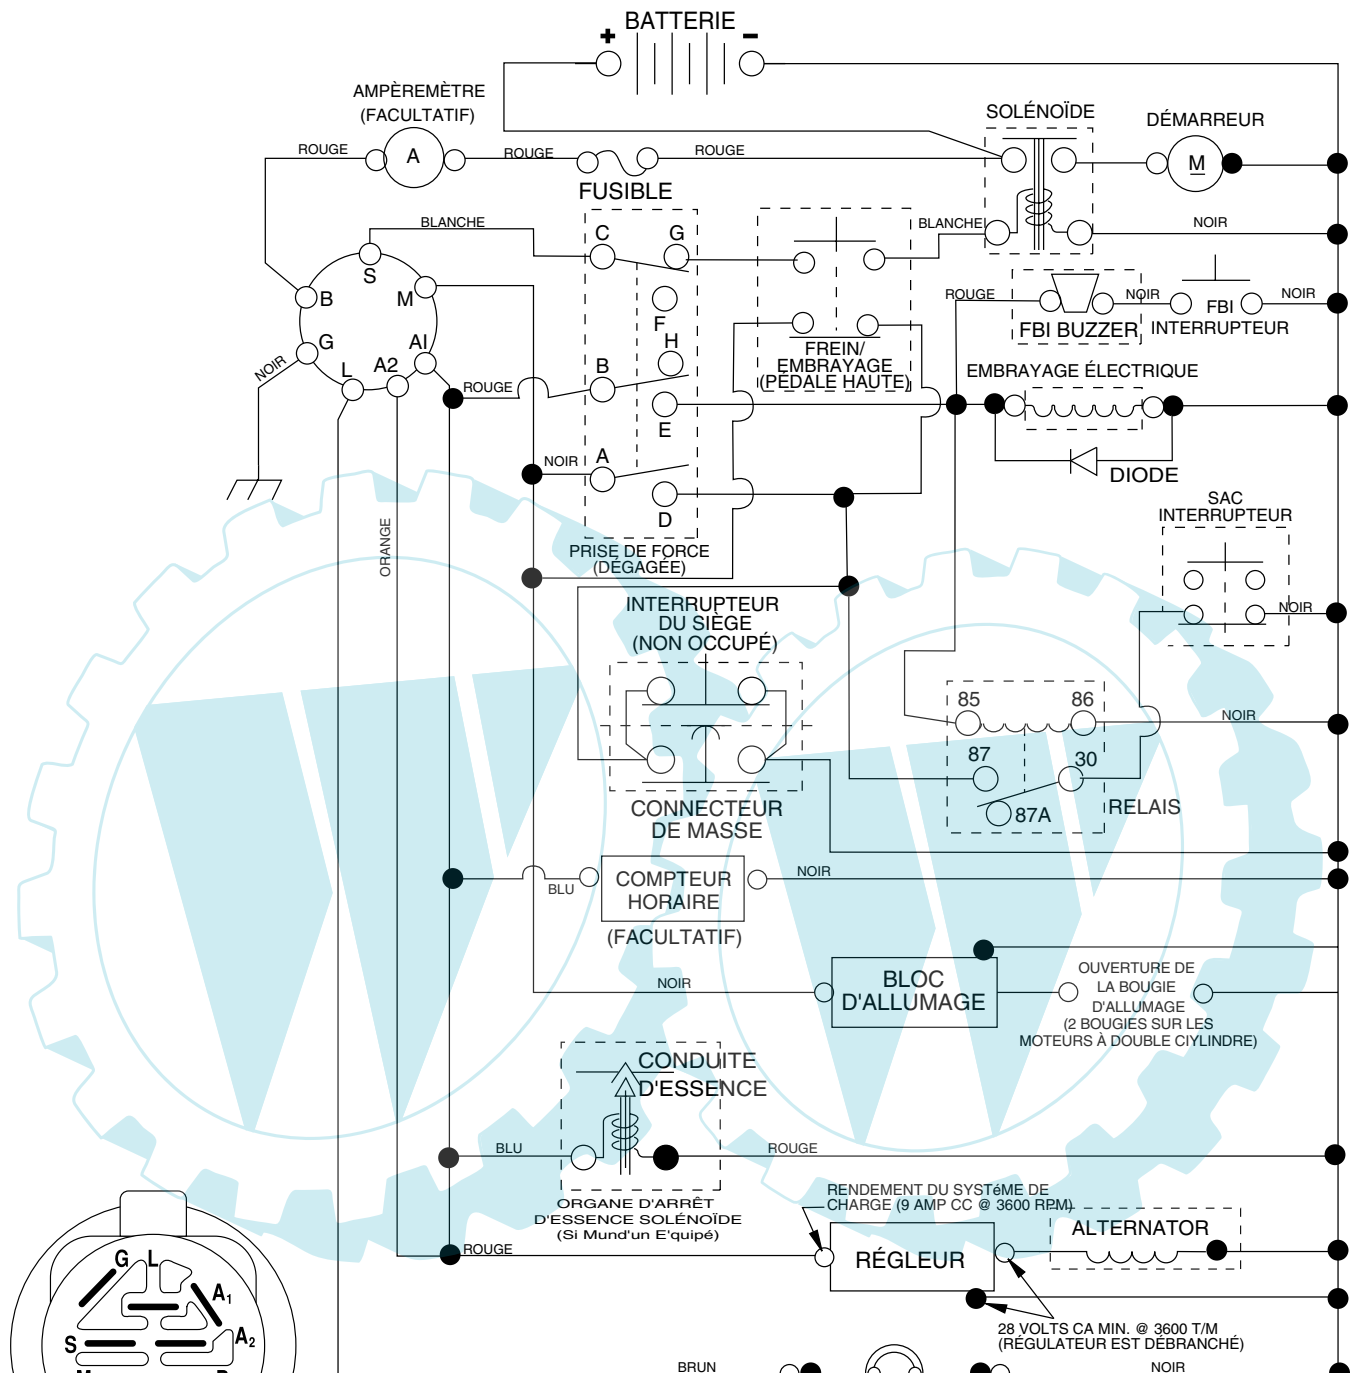 BATTERIE
+
-
AMPÈREMÈTRE
(FACULTATIF)
SOLÉNOÏDE
DÉMARREUR
ROUGE
A
ROUGE
ROUGE
M
FUSIBLE
BLANCHE
C
G
BLANCHE
NOIR
S
B
M
F
ROUGE
NOIR
FBI
NOIR
FBI BUZZER
INTERRUPTEUR
G
A1
H
FREIN/
EMBRAYAGE
(PÉDALE HAUTE)
NOIR
L
A2
ROUGE
B
EMBRAYAGE ÉLECTRIQUE
E
NOIR
A
DIODE
D
SAC
INTERRUPTEUR
ORANGE
PRISE DE FORCE
(DÉGAGÉE)
INTERRUPTEUR
DU SIÈGE
(NON OCCUPÉ)
NOIR
85
86
NOIR
87
30
87A
RELAIS
CONNECTEUR
DE MASSE
BLU
COMPTEUR
HORAIRE
NOIR
(FACULTATIF)
NOIR
BLOC
D'ALLUMAGE
OUVERTURE DE
LA BOUGIE
D'ALLUMAGE
(2 BOUGIES SUR LES
MOTEURS À DOUBLE CIYLINDRE)
CONDUITE
D'ESSENCE
BLU
ROUGE
ORGANE D'ARRÊT
D'ESSENCE SOLÉNOÏDE
(Si Mund'un E'quipé)
RENDEMENT DU SYSTéME DE
CHARGE (9 AMP CC @ 3600 RPM)
ALTERNATOR
ROUGE
RÉGLEUR
28 VOLTS CA MIN. @ 3600 T/M
(RÉGULATEUR EST DÉBRANCHÉ)
G
L
A1
S
A2
BRUN
NOIR